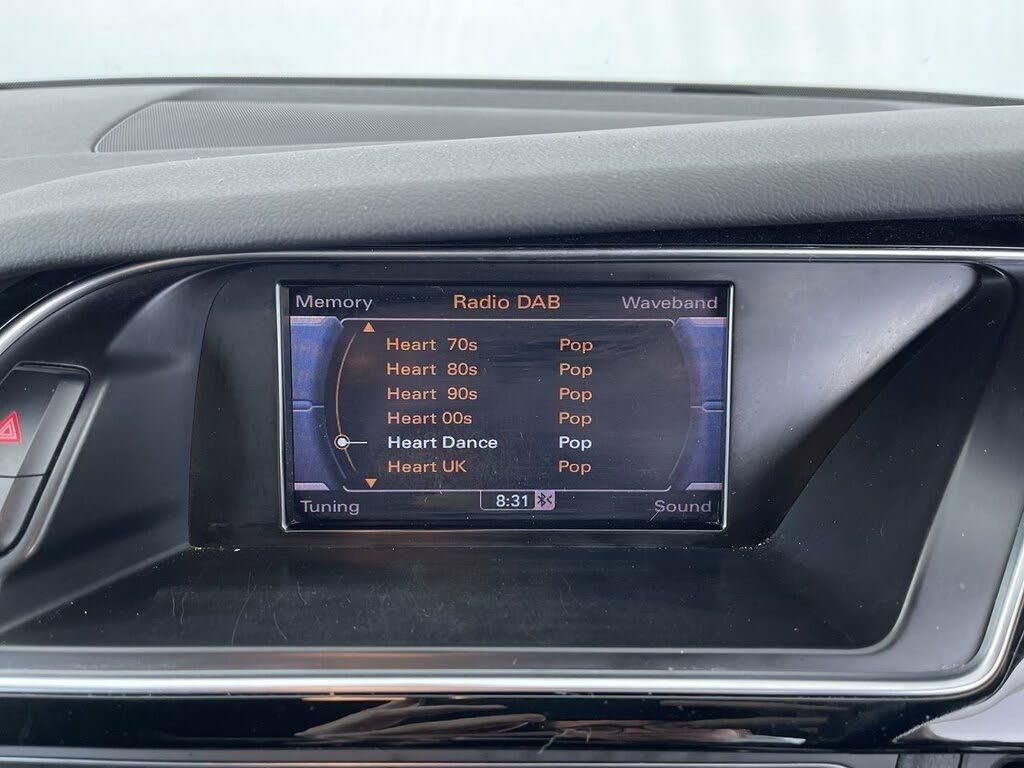 Memory Radio DAB Waveband
Heart 70s Pop
Heart 80s Pop
Heart 90s Pop
Heart 00s Pop
Heart Dance Pop
Heart UK Pop
Tuning 8:31 Sound